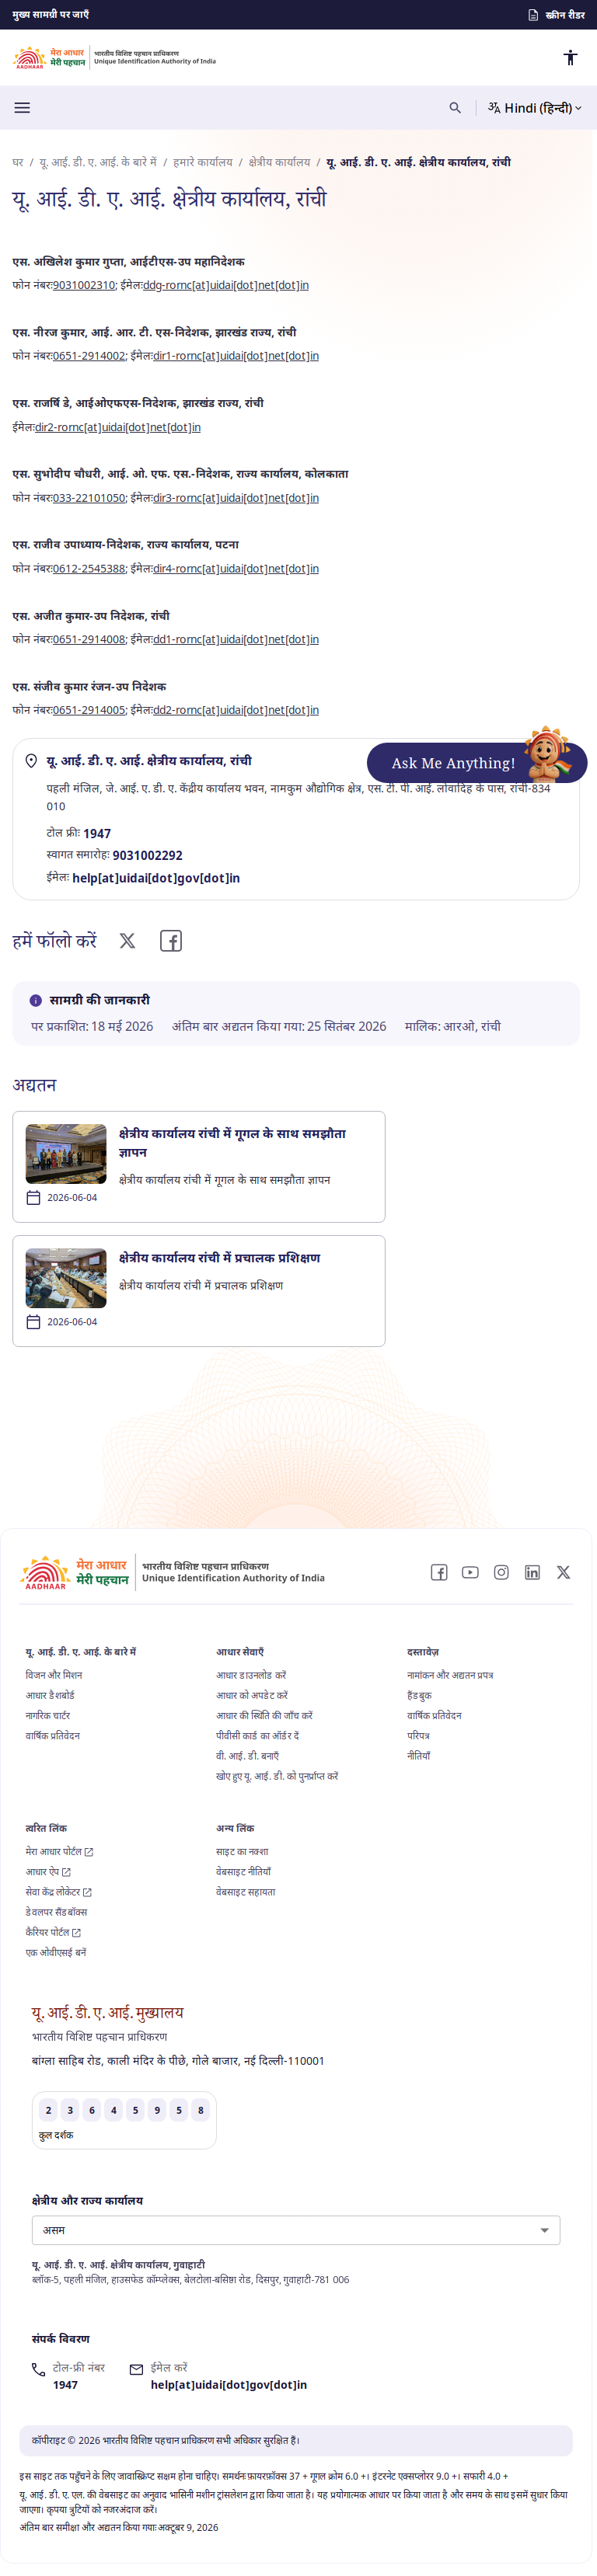 मुख्य सामग्री पर जाएँ
स्क्रीन रीडर
AADHAAR
मेरा आधार
मेरी पहचान
भारतीय विशिष्ट पहचान प्राधिकरण
Unique Identification Authority of India
Hindi (हिन्दी)
घर / यू. आई. डी. ए. आई. के बारे में / हमारे कार्यालय / क्षेत्रीय कार्यालय / यू. आई. डी. ए. आई. क्षेत्रीय कार्यालय, रांची
यू. आई. डी. ए. आई. क्षेत्रीय कार्यालय, रांची
एस. अखिलेश कुमार गुप्ता, आईटीएस-उप महानिदेशक
फोन नंबरः9031002310; ईमेलःddg-rornc[at]uidai[dot]net[dot]in
एस. नीरज कुमार, आई. आर. टी. एस-निदेशक, झारखंड राज्य, रांची
फोन नंबरः0651-2914002; ईमेलःdir1-rornc[at]uidai[dot]net[dot]in
एस. राजर्षि डे, आईओएफएस-निदेशक, झारखंड राज्य, रांची
ईमेलःdir2-rornc[at]uidai[dot]net[dot]in
एस. सुभोदीप चौधरी, आई. ओ. एफ. एस.-निदेशक, राज्य कार्यालय, कोलकाता
फोन नंबरः033-22101050; ईमेलःdir3-rornc[at]uidai[dot]net[dot]in
एस. राजीव उपाध्याय-निदेशक, राज्य कार्यालय, पटना
फोन नंबरः0612-2545388; ईमेलःdir4-rornc[at]uidai[dot]net[dot]in
एस. अजीत कुमार-उप निदेशक, रांची
फोन नंबरः0651-2914008; ईमेलःdd1-rornc[at]uidai[dot]net[dot]in
एस. संजीव कुमार रंजन-उप निदेशक
फोन नंबरः0651-2914005; ईमेलःdd2-rornc[at]uidai[dot]net[dot]in
यू. आई. डी. ए. आई. क्षेत्रीय कार्यालय, रांची
Ask Me Anything!
पहली मंजिल, जे. आई. ए. डी. ए. केंद्रीय कार्यालय भवन, नामकुम औद्योगिक क्षेत्र, एस. टी. पी. आई. लोवाडिह के पास, रांची-834
010
टोल फ्रीः 1947
स्वागत समारोहः 9031002292
ईमेलः help[at]uidai[dot]gov[dot]in
हमें फॉलो करें
सामग्री की जानकारी
पर प्रकाशित: 18 मई 2026 अंतिम बार अद्यतन किया गया: 25 सितंबर 2026 मालिक: आरओ, रांची
अद्यतन
क्षेत्रीय कार्यालय रांची में गूगल के साथ समझौता
ज्ञापन
क्षेत्रीय कार्यालय रांची में गूगल के साथ समझौता ज्ञापन
2026-06-04
क्षेत्रीय कार्यालय रांची में प्रचालक प्रशिक्षण
क्षेत्रीय कार्यालय रांची में प्रचालक प्रशिक्षण
2026-06-04
AADHAAR
मेरा आधार
मेरी पहचान
भारतीय विशिष्ट पहचान प्राधिकरण
Unique Identification Authority of India
यू. आई. डी. ए. आई. के बारे में
विजन और मिशन
आधार डैशबोर्ड
नागरिक चार्टर
वार्षिक प्रतिवेदन
आधार सेवाएँ
आधार डाउनलोड करें
आधार को अपडेट करें
आधार की स्थिति की जाँच करें
पीवीसी कार्ड का ऑर्डर दें
वी. आई. डी. बनाएँ
खोए हुए यू. आई. डी. को पुनर्प्राप्त करें
दस्तावेज़
नामांकन और अद्यतन प्रपत्र
हैंडबुक
वार्षिक प्रतिवेदन
परिपत्र
नीतियाँ
त्वरित लिंक
मेरा आधार पोर्टल
आधार ऐप
सेवा केंद्र लोकेटर
डेवलपर सैंडबॉक्स
कैरियर पोर्टल
एक ओवीएसई बनें
अन्य लिंक
साइट का नक्शा
वेबसाइट नीतियाँ
वेबसाइट सहायता
यू. आई. डी. ए. आई. मुख्यालय
भारतीय विशिष्ट पहचान प्राधिकरण
बांग्ला साहिब रोड, काली मंदिर के पीछे, गोले बाजार, नई दिल्ली-110001
2 3 6 4 5 9 5 8
कुल दर्शक
क्षेत्रीय और राज्य कार्यालय
असम
यू. आई. डी. ए. आई. क्षेत्रीय कार्यालय, गुवाहाटी
ब्लॉक-5, पहली मंजिल, हाउसफेड कॉम्प्लेक्स, बेलटोला-बसिष्ठा रोड, दिसपुर, गुवाहाटी-781 006
संपर्क विवरण
टोल-फ्री नंबर
1947
ईमेल करें
help[at]uidai[dot]gov[dot]in
कॉपीराइट © 2026 भारतीय विशिष्ट पहचान प्राधिकरण सभी अधिकार सुरक्षित हैं।
इस साइट तक पहुँचने के लिए जावास्क्रिप्ट सक्षम होना चाहिए। समर्थनःफ़ायरफ़ॉक्स 37 + गूगल क्रोम 6.0 +। इंटरनेट एक्सप्लोरर 9.0 +। सफारी 4.0 +
यू. आई. डी. ए. एल. की वेबसाइट का अनुवाद भासिनी मशीन ट्रांसलेशन द्वारा किया जाता है। यह प्रयोगात्मक आधार पर किया जाता है और समय के साथ इसमें सुधार किया
जाएगा। कृपया त्रुटियों को नजरअंदाज करें।
अंतिम बार समीक्षा और अद्यतन किया गयाःअक्टूबर 9, 2026